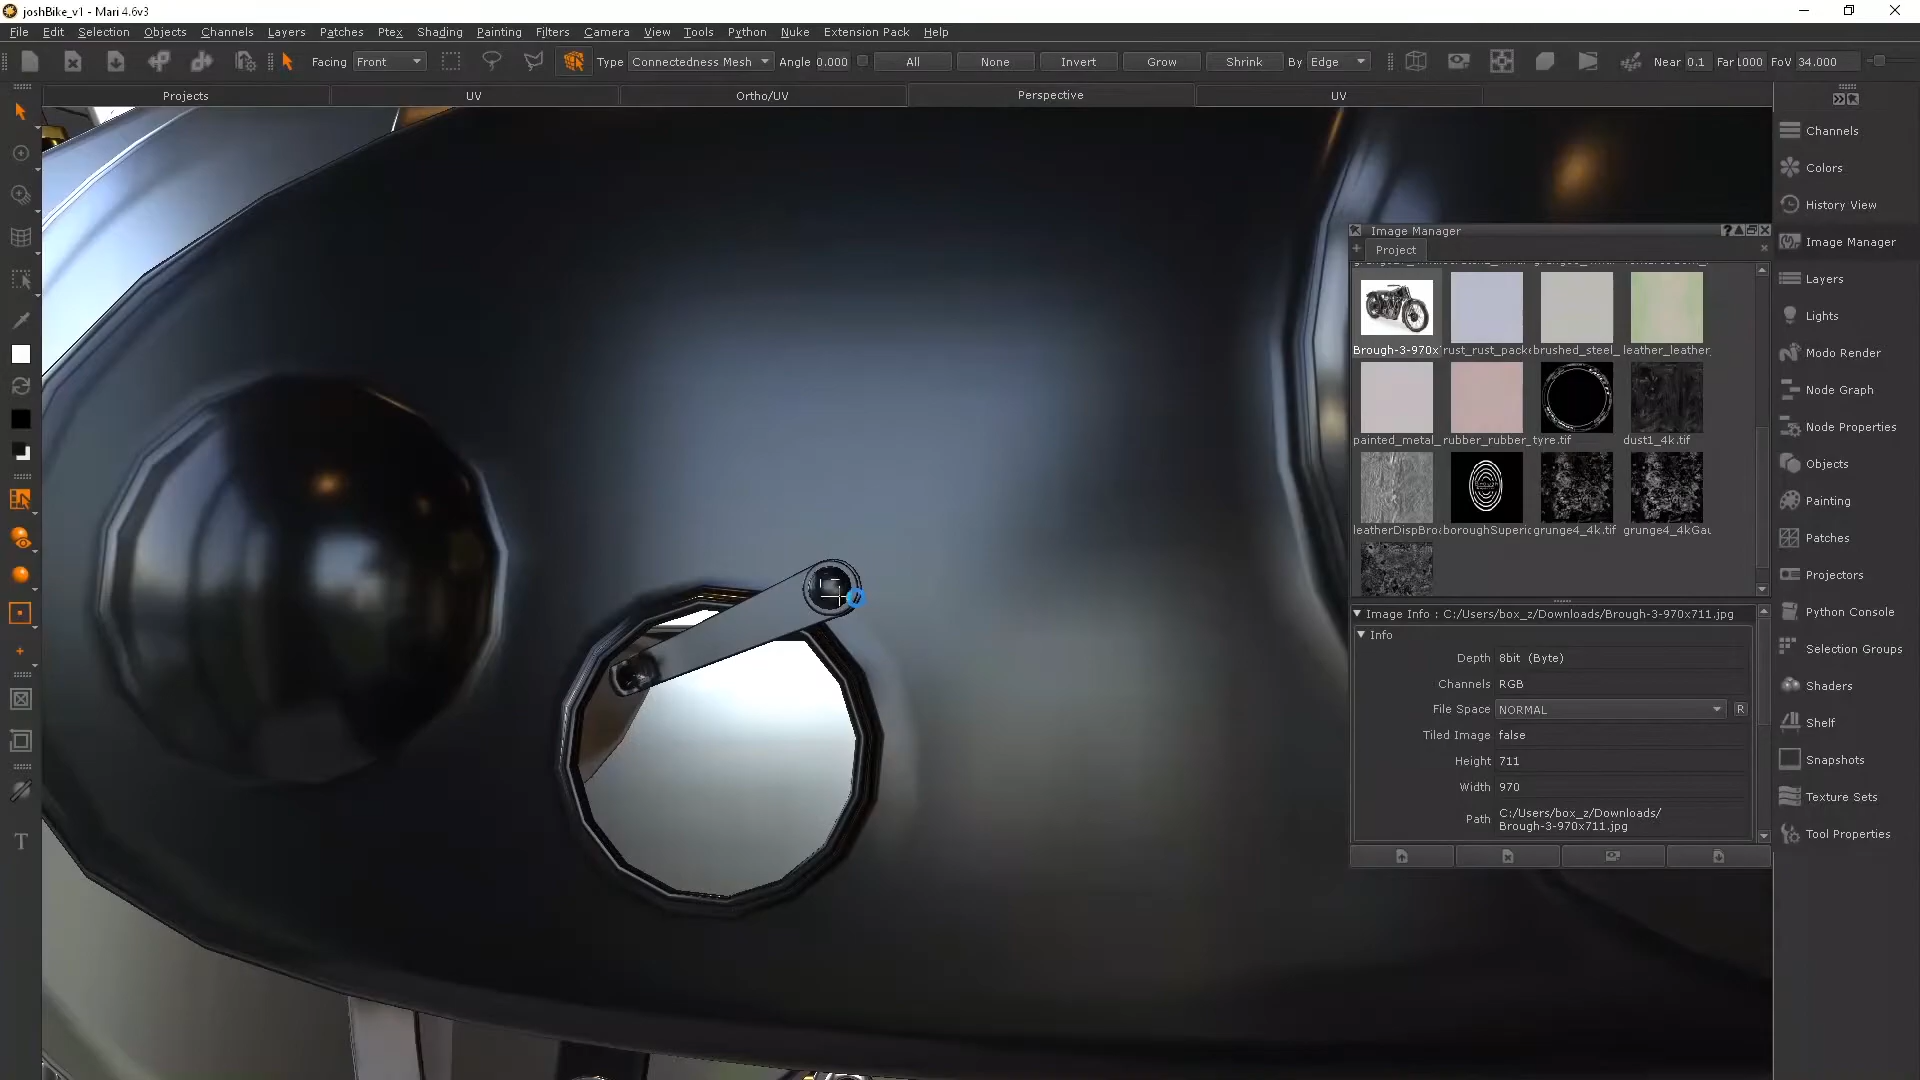 joshBike_v1 - Mari 4.6v3
File Edit Selection Objects Channels Layers Patches Ptex Shading Painting Filters Camera View Tools Python Nuke Extension Pack Help
Facing Front Type Connectedness Mesh Angle 0.000 All None Invert Grow Shrink By Edge Near 0.1 Far 1000 FoV 34.000
Projects UV Ortho/UV Perspective UV
Image Manager
Project
Brough-3-970x rust_rust_pack brushed_steel_ leather_leather_
painted_metal_ rubber_rubber_ tyre.tif dust1_4k.tif
leatherDispBro boroughSuperio grunge4_4k.tif grunge4_4kGau
Image Info : C:/Users/box_z/Downloads/Brough-3-970x711.jpg
Info
Depth 8bit (Byte)
Channels RGB
File Space NORMAL R
Tiled Image false
Height 711
Width 970
Path C:/Users/box_z/Downloads/
Brough-3-970x711.jpg
Channels
Colors
History View
Image Manager
Layers
Lights
Modo Render
Node Graph
Node Properties
Objects
Painting
Patches
Projectors
Python Console
Selection Groups
Shaders
Shelf
Snapshots
Texture Sets
Tool Properties